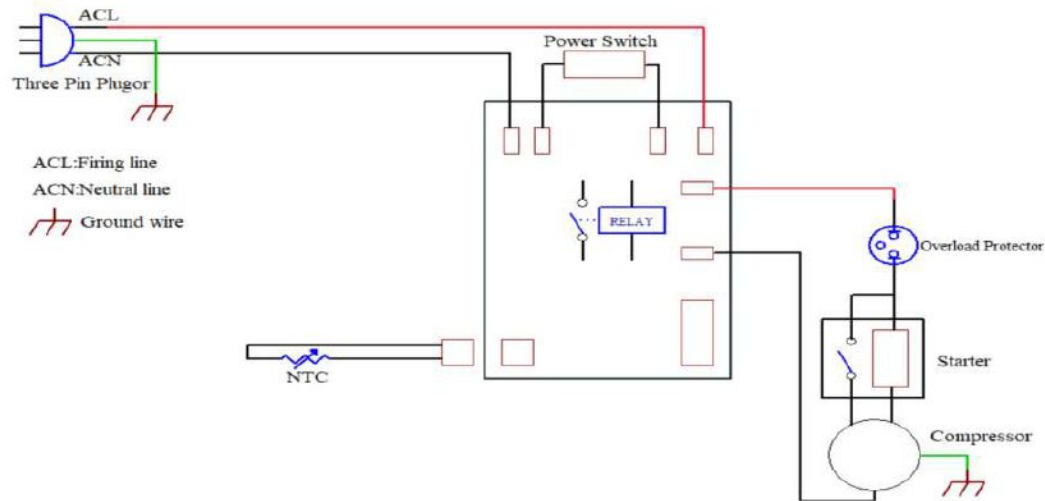 ACL
Power Switch
ACN
Three Pin Plugor
ACL:Firing line
ACN:Neutral line
Ground wire
RELAY
Overload Protector
NTC
Starter
Compressor